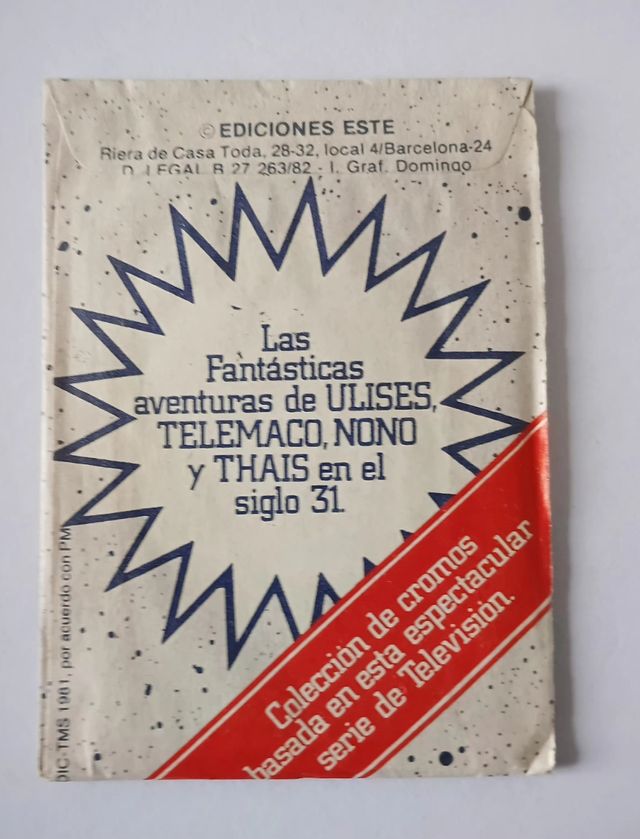 © EDICIONES ESTE
Riera de Casa Toda, 28-32, local 4/Barcelona-24
D. LEGAL B 27 263/82 - I. Graf. Domingo
Las
Fantásticas
aventuras de ULISES,
TELEMACO, NONO
y THAIS en el
siglo 31.
Colección de cromos
basada en esta espectacular
serie de Televisión.
DIC-TMS 1981, por acuerdo con PM